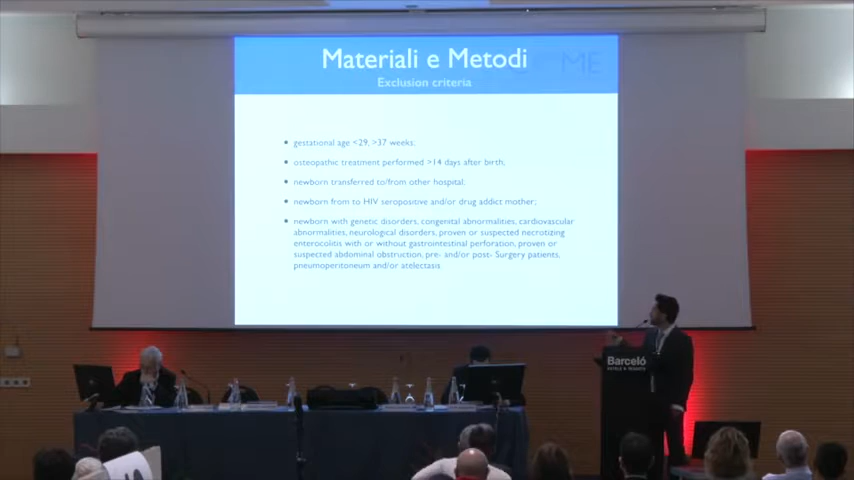 Materiali e Metodi
Exclusion criteria
• gestational age <29, >37 weeks;
• osteopathic treatment performed >14 days after birth;
• newborn transferred to/from other hospital;
• newborn from to HIV seropositive and/or drug addict mother;
• newborn with genetic disorders, congenital abnormalities, cardiovascular
abnormalities, neurological disorders, proven or suspected necrotizing
enterocolitis with or without gastrointestinal perforation, proven or
suspected abdominal obstruction, pre- and/or post- Surgery patients,
pneumoperitoneum and/or atelectasis
Barceló
HOTELS & RESORTS